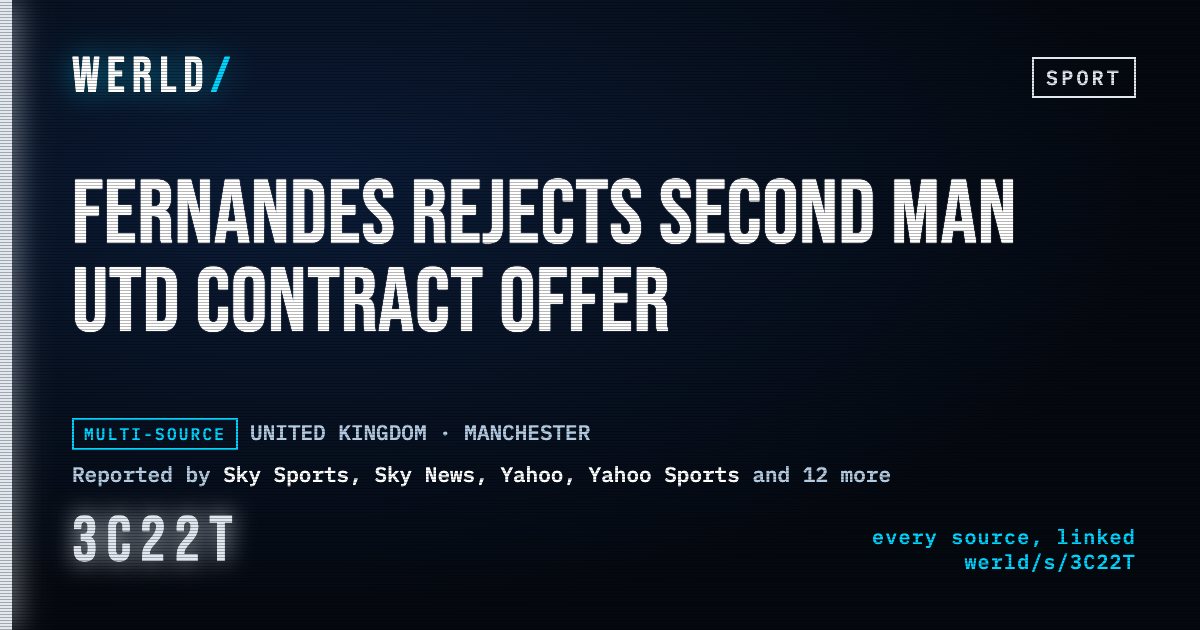 WERLD/
SPORT
FERNANDES REJECTS SECOND MAN
UTD CONTRACT OFFER
MULTI-SOURCE UNITED KINGDOM · MANCHESTER
Reported by Sky Sports, Sky News, Yahoo, Yahoo Sports and 12 more
3C22T
every source, linked
werld/s/3C22T